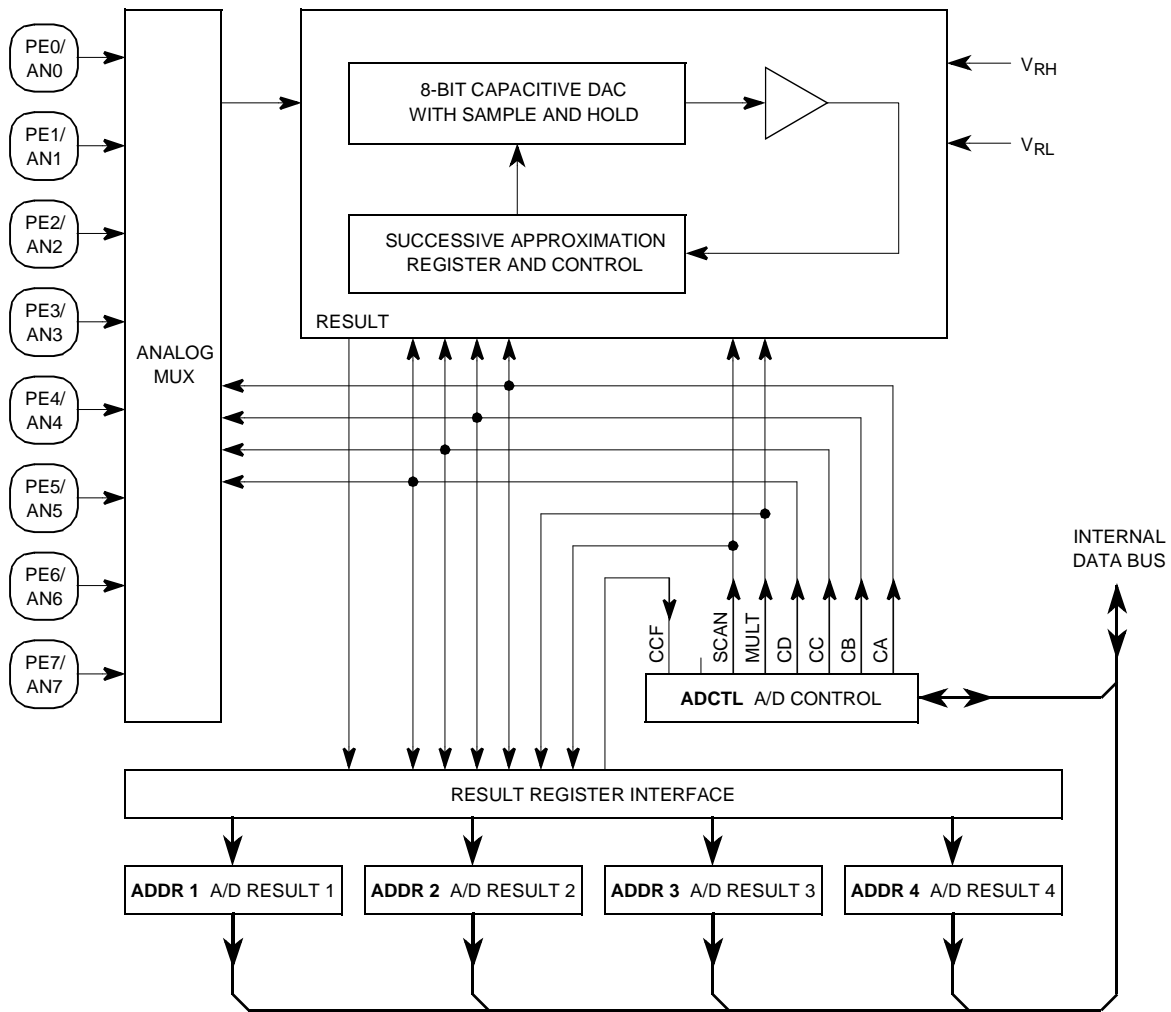 PE0/
AN0
PE1/
AN1
PE2/
AN2
PE3/
AN3
PE4/
AN4
PE5/
AN5
PE6/
AN6
PE7/
AN7
ANALOG
MUX
8-BIT CAPACITIVE DAC
WITH SAMPLE AND HOLD
SUCCESSIVE APPROXIMATION
REGISTER AND CONTROL
RESULT
VRH
VRL
INTERNAL
DATA BUS
CCF
SCAN
MULT
CD
CC
CB
CA
ADCTL A/D CONTROL
RESULT REGISTER INTERFACE
ADDR 1 A/D RESULT 1
ADDR 2 A/D RESULT 2
ADDR 3 A/D RESULT 3
ADDR 4 A/D RESULT 4